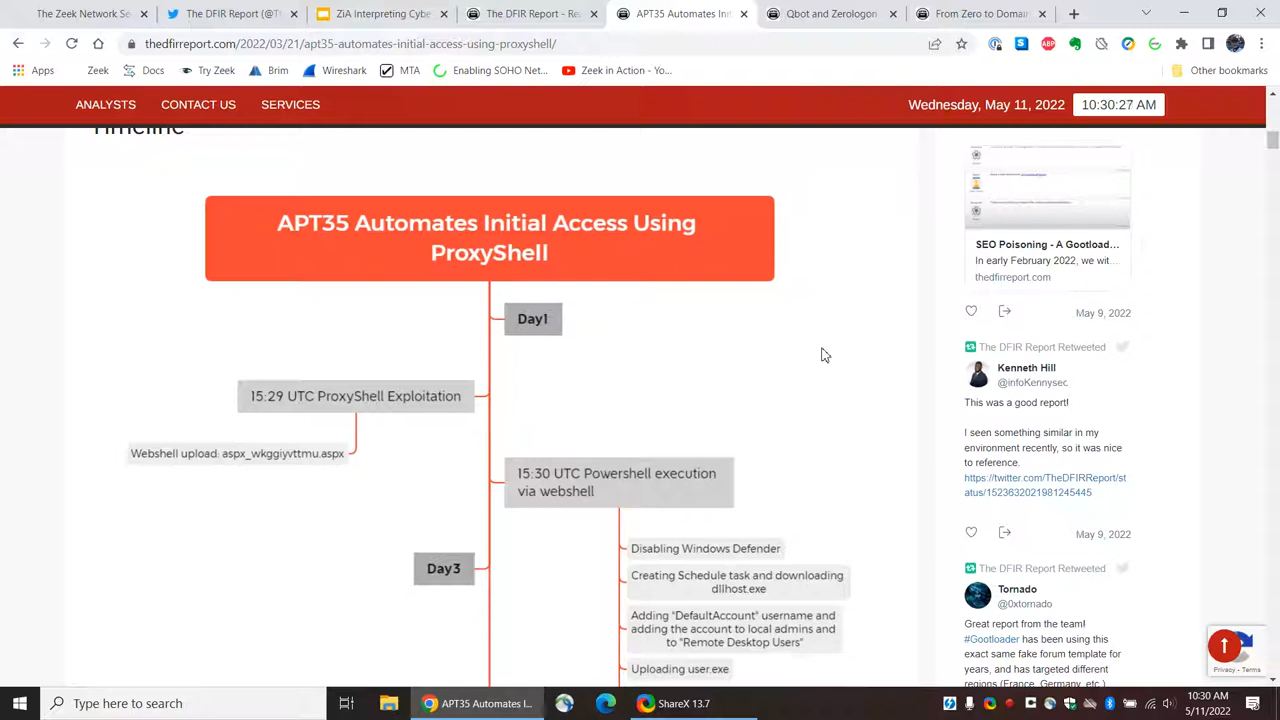 The Zeek Newsletter
The DFIR Report (@T
ZiA Interpreting Cybe
The DFIR Report - Re
APT35 Automates Init
Qbot and Zerologon
From Zero to Domain
thedfirreport.com/2022/03/21/apt35-automates-initial-access-using-proxyshell/
Apps
Zeek
Docs
Try Zeek
Brim
Wireshark
MTA
Enabling SOHO Net...
Zeek in Action - Yo...
Other bookmarks
ANALYSTS
CONTACT US
SERVICES
Wednesday, May 11, 2022
10:30:27 AM
Timeline
APT35 Automates Initial Access Using
ProxyShell
Day1
15:29 UTC ProxyShell Exploitation
Webshell upload: aspx_wkggiyvttmu.aspx
15:30 UTC Powershell execution
via webshell
Disabling Windows Defender
Day3
Creating Schedule task and downloading
dllhost.exe
Adding "DefaultAccount" username and
adding the account to local admins and
to "Remote Desktop Users"
Uploading user.exe
SEO Poisoning - A Gootload...
In early February 2022, we wit...
thedfirreport.com
May 9, 2022
The DFIR Report Retweeted
Kenneth Hill
@infoKennysec
This was a good report!
I seen something similar in my
environment recently, so it was nice
to reference.
https://twitter.com/TheDFIRReport/st
atus/1523632021981245445
May 9, 2022
The DFIR Report Retweeted
Tornado
@0xtornado
Great report from the team!
#Gootloader has been using this
exact same fake forum template for
years, and has targeted different
regions (France, Germany, etc.)
Privacy - Terms
Type here to search
APT35 Automates I...
ShareX 13.7
10:30 AM
5/11/2022